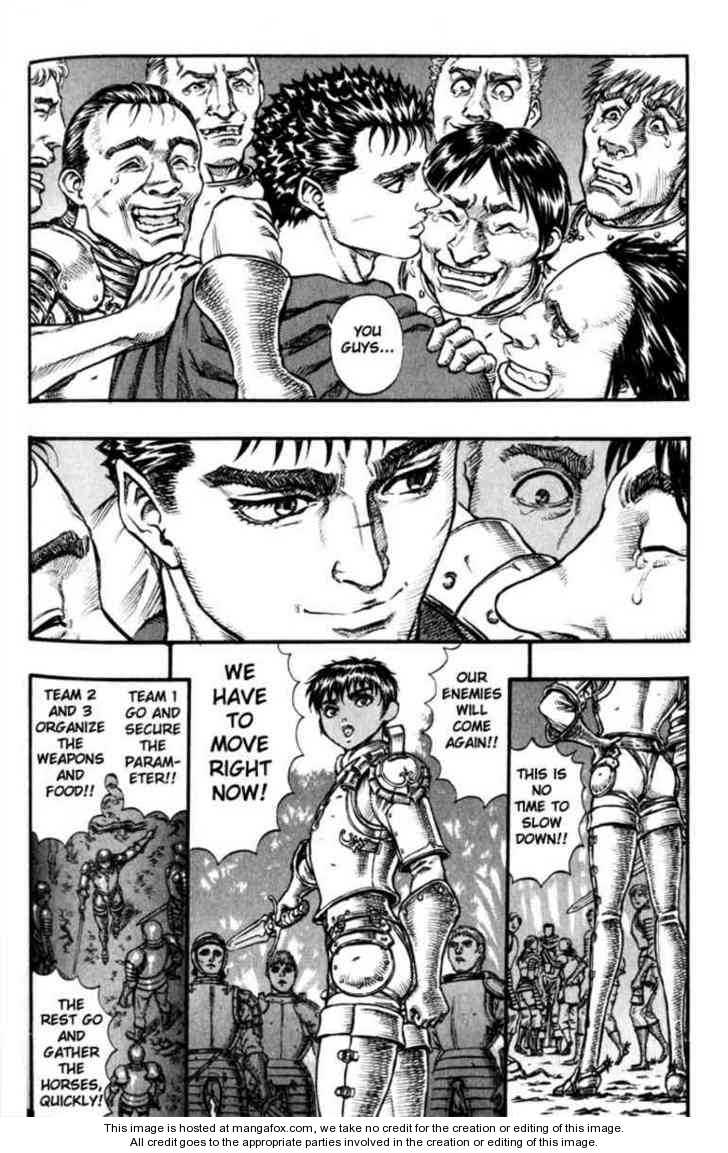 YOU
GUYS...
THIS IS
NO
TIME TO
SLOW
DOWN!!
OUR
ENEMIES
WILL
COME
AGAIN!!
WE
HAVE
TO
MOVE
RIGHT
NOW!
TEAM 1
GO AND
SECURE
THE
PARAM-
ETER!!
TEAM 2
AND 3
ORGANIZE
THE
WEAPONS
AND
FOOD!!
THE
REST GO
AND
GATHER
THE
HORSES,
QUICKLY!
This image is hosted at mangafox.com, we take no credit for the creation or editing of this image.
All credit goes to the appropriate parties involved in the creation or editing of this image.